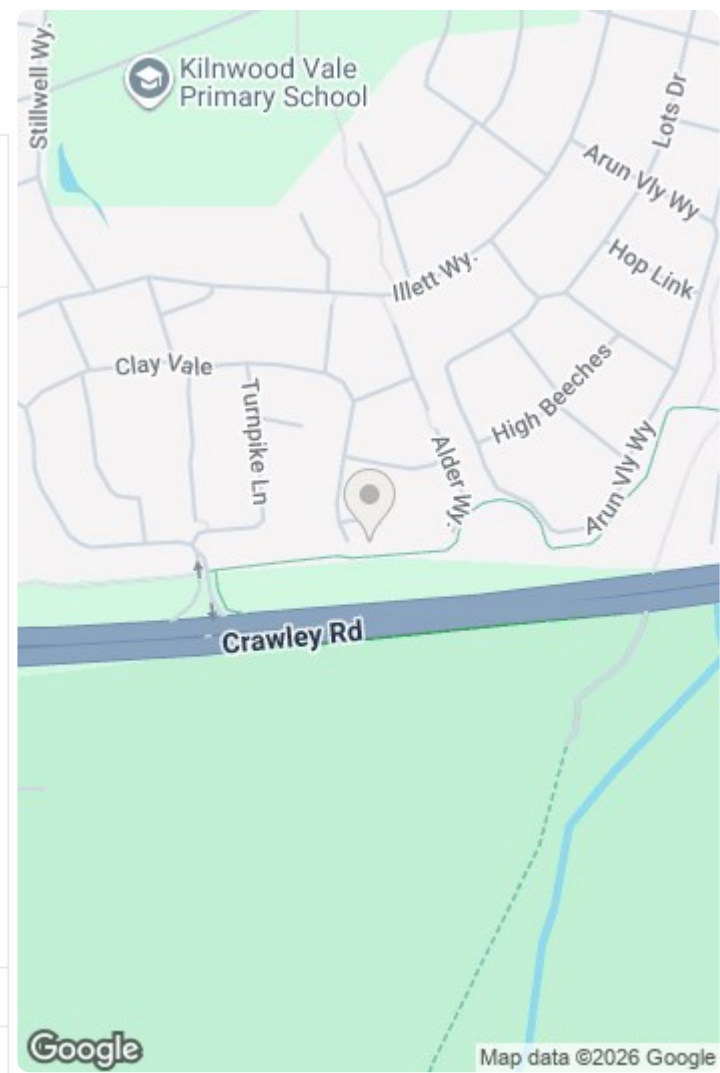 Stillwell Wy.
Kilnwood Vale
Primary School
Lots Dr
Arun Vly Wy
Hop Link
Illett Wy.
Clay Vale
Turnpike Ln
High Beeches
Alder Wy.
Arun Vly Wy
Crawley Rd
Google
Map data ©2026 Google